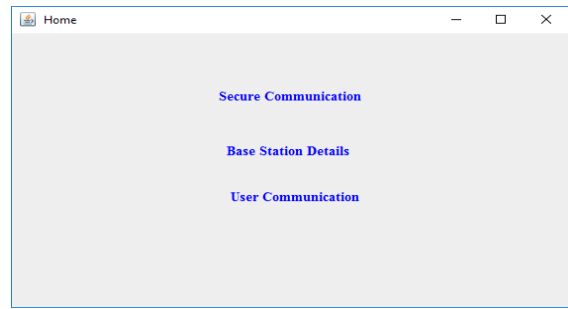 Home
Secure Communication
Base Station Details
User Communication